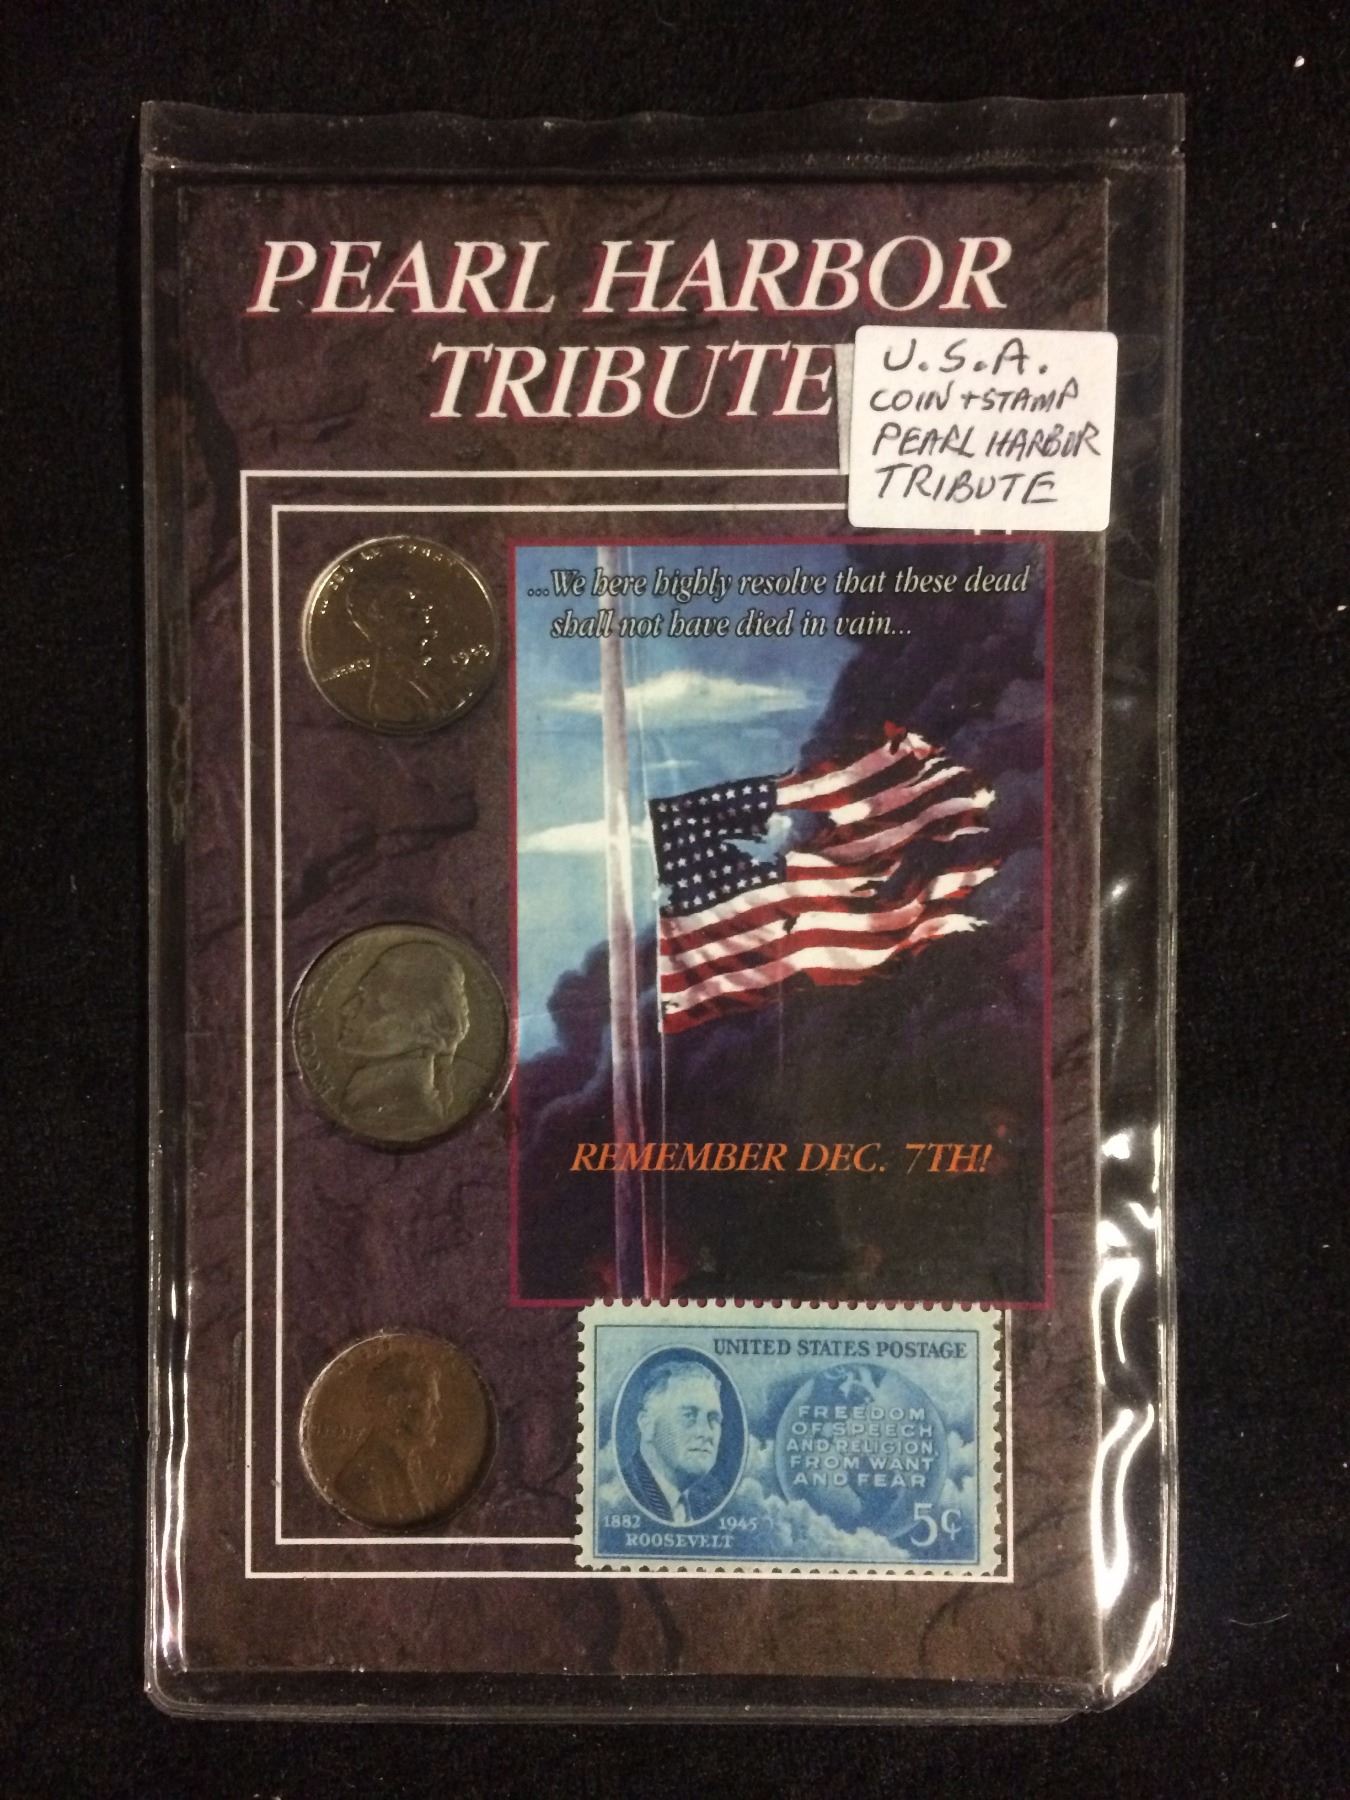 PEARL HARBOR
TRIBUTE
U.S.A.
COIN + STAMP
PEARL HARBOR
TRIBUTE
...We here highly resolve that these dead
shall not have died in vain...
LIBERTY
1943
REMEMBER DEC. 7TH!
UNITED STATES POSTAGE
FREEDOM
OF SPEECH
AND RELIGION,
FROM WANT
AND FEAR
1882 1945
ROOSEVELT
5¢